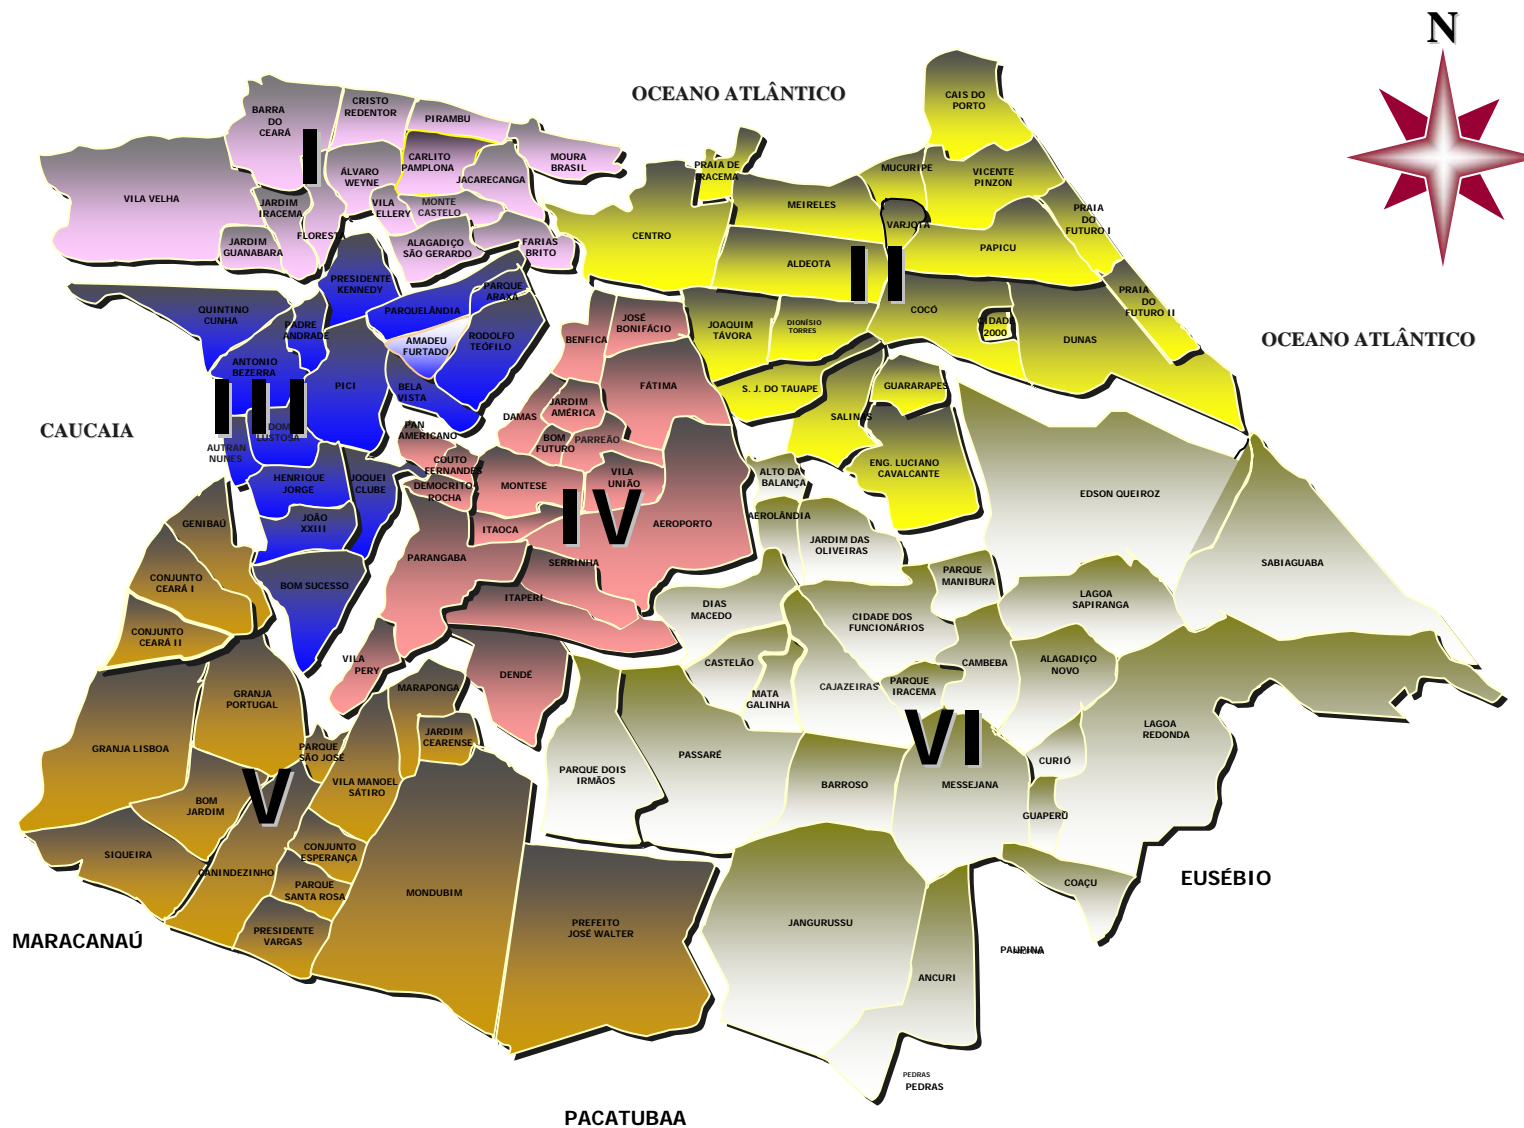 N
OCEANO ATLÂNTICO
CAIS DO
PORTO
BARRA
DO
CEARÁ
CRISTO
REDENTOR
PIRAMBU
I
ÁLVARO
WEYNE
CARLITO
PAMPLONA
JACARECANGA
MOURA
BRASIL
VILA VELHA
JARDIM
IRACEMA
VILA
ELLERY
MONTE
CASTELO
FLORESTA
JARDIM
GUANABARA
ALAGADIÇO
SÃO GERARDO
FARIAS
BRITO
PRAIA DE
IRACEMA
MUCURIPE
VICENTE
PINZON
MEIRELES
VARJOTA
PRAIA
DO
FUTURO I
CENTRO
PAPICU
ALDEOTA
II
PRAIA
DO
FUTURO II
COCÓ
CIDADE
2000
DUNAS
JOAQUIM
TÁVORA
DIONÍSIO
TORRES
S. J. DO TAUAPE
GUARARAPES
SALINAS
ENG. LUCIANO
CAVALCANTE
OCEANO ATLÂNTICO
PRESIDENTE
KENNEDY
PARQUE
ARAXÁ
PARQUELÂNDIA
QUINTINO
CUNHA
PADRE
ANDRADE
AMADEU
FURTADO
RODOLFO
TEÓFILO
ANTONIO
BEZERRA
PICI
BELA
VISTA
III
DOM
LUSTOSA
AUTRAN
NUNES
HENRIQUE
JORGE
JOQUEI
CLUBE
JOÃO
XXIII
BOM SUCESSO
CAUCAIA
JOSÉ
BONIFÁCIO
BENFICA
FÁTIMA
JARDIM
AMÉRICA
DAMAS
BOM
FUTURO
PARREÃO
PAN
AMERICANO
COUTO
FERNANDES
DEMOCRITO
ROCHA
MONTESE
VILA
UNIÃO
IV
AEROPORTO
ITAOCA
PARANGABA
SERRINHA
ITAPERI
VILA
PERY
DENDÉ
ALTO DA
BALANÇA
AEROLÂNDIA
JARDIM DAS
OLIVEIRAS
EDSON QUEIROZ
SABIAGUABA
PARQUE
MANIBURA
LAGOA
SAPIRANGA
DIAS
MACEDO
CIDADE DOS
FUNCIONÁRIOS
CASTELÃO
CAMBEBA
ALAGADIÇO
NOVO
MATA
GALINHA
CAJAZEIRAS
PARQUE
IRACEMA
LAGOA
REDONDA
VI
PASSARÉ
PARQUE DOIS
IRMÃOS
BARROSO
MESSEJANA
CURIÓ
GUAPERÚ
COAÇU
JANGURUSSU
ANCURI
PAUPINA
PEDRAS
PEDRAS
GENIBAÚ
CONJUNTO
CEARÁ I
CONJUNTO
CEARÁ II
GRANJA
PORTUGAL
MARAPONGA
GRANJA LISBOA
PARQUE
SÃO JOSÉ
JARDIM
CEARENSE
V
VILA MANOEL
SÁTIRO
BOM
JARDIM
SIQUEIRA
CONJUNTO
ESPERANÇA
CANINDEZINHO
PARQUE
SANTA ROSA
MONDUBIM
PRESIDENTE
VARGAS
PREFEITO
JOSÉ WALTER
EUSÉBIO
MARACANAÚ
PACATUBAA